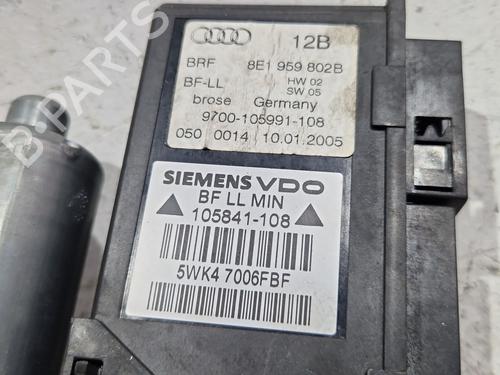 12B
BRF 8E1 959 802B
BF-LL HW 02
SW 05
brose Germany
9700-105991-108
050 0014 10.01.2005
SIEMENS VDO
BF LL MIN
105841-108
5WK4 7006FBF
B-PARTS